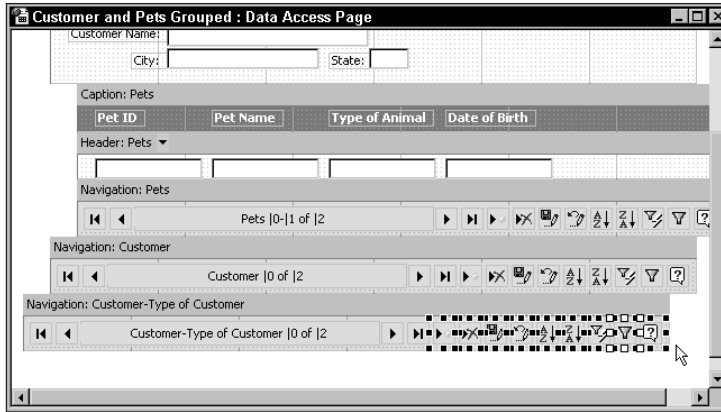 Customer and Pets Grouped : Data Access Page
Customer Name:
City:
State:
Caption: Pets
Pet ID Pet Name Type of Animal Date of Birth
Header: Pets
Navigation: Pets
Pets |0-|1 of |2
Navigation: Customer
Customer |0 of |2
Navigation: Customer-Type of Customer
Customer-Type of Customer |0 of |2